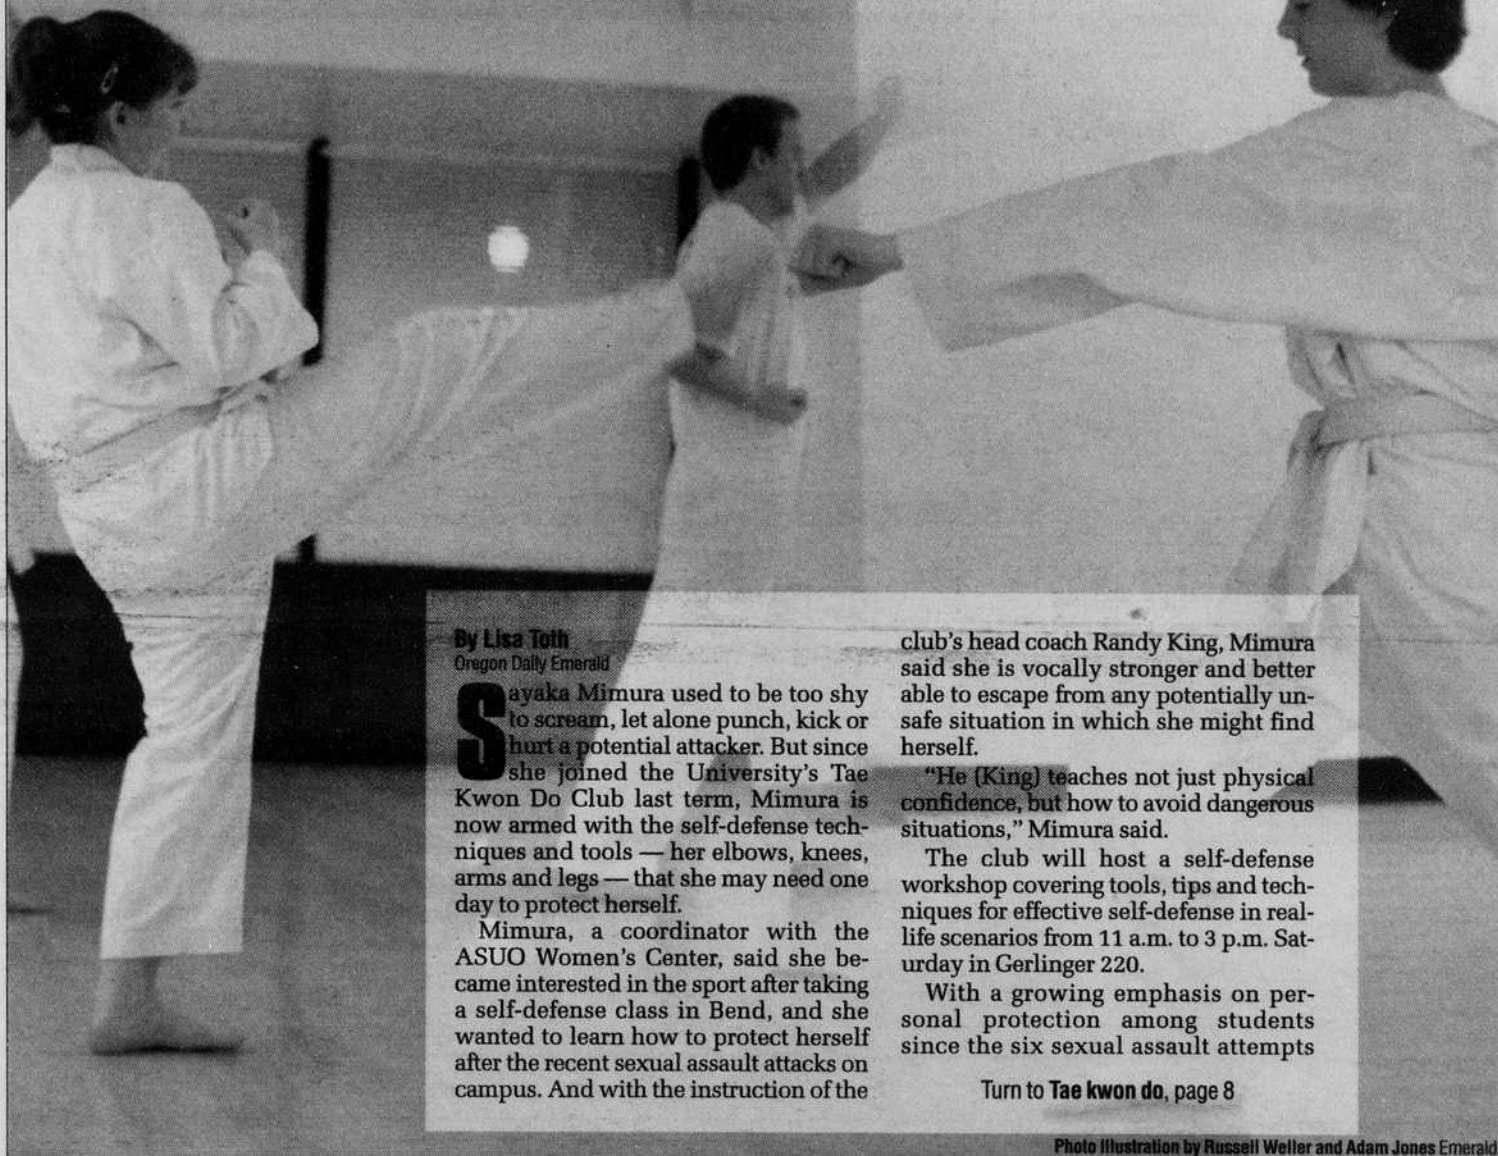 By Lisa Toth
Oregon Daily Emerald
Sayaka Mimura used to be too shy
to scream, let alone punch, kick or
hurt a potential attacker. But since
she joined the University's Tae
Kwon Do Club last term, Mimura is
now armed with the self-defense tech-
niques and tools — her elbows, knees,
arms and legs — that she may need one
day to protect herself.
Mimura, a coordinator with the
ASUO Women's Center, said she be-
came interested in the sport after taking
a self-defense class in Bend, and she
wanted to learn how to protect herself
after the recent sexual assault attacks on
campus. And with the instruction of the
club's head coach Randy King, Mimura
said she is vocally stronger and better
able to escape from any potentially un-
safe situation in which she might find
herself.
"He (King) teaches not just physical
confidence, but how to avoid dangerous
situations," Mimura said.
The club will host a self-defense
workshop covering tools, tips and tech-
niques for effective self-defense in real-
life scenarios from 11 a.m. to 3 p.m. Sat-
urday in Gerlinger 220.
With a growing emphasis on per-
sonal protection among students
since the six sexual assault attempts
Turn to Tae kwon do, page 8
Photo Illustration by Russell Weller and Adam Jones Emerald